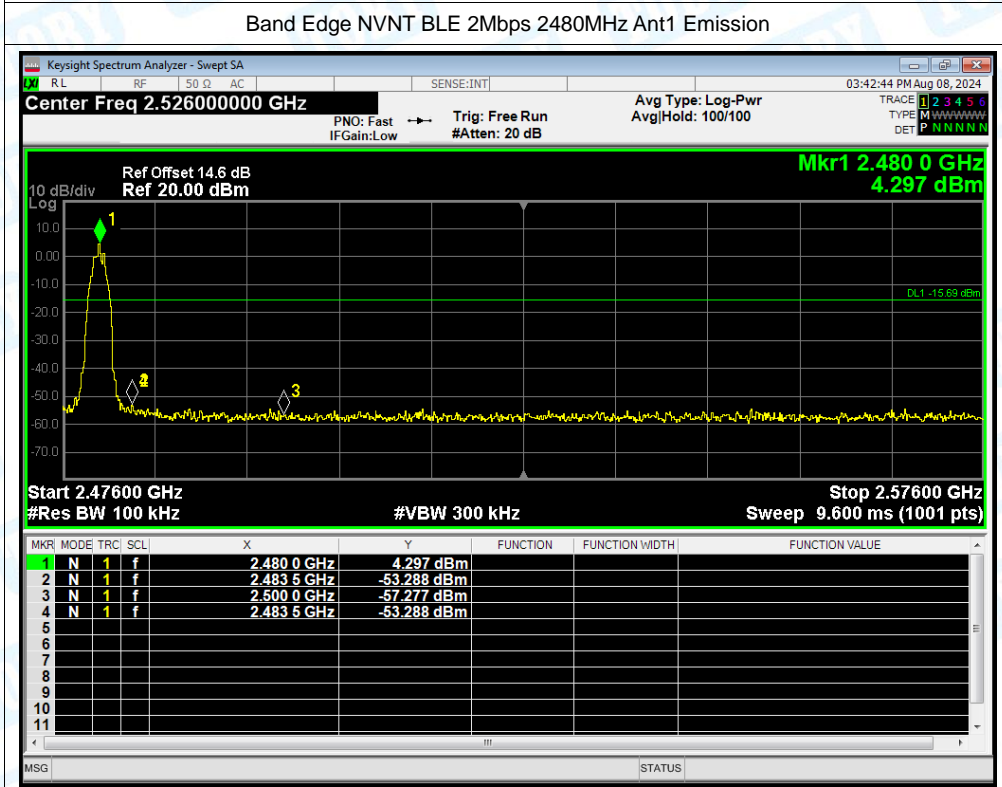 Band Edge NVNT BLE 2Mbps 2480MHz Ant1 Emission
Keysight Spectrum Analyzer - Swept SA
LXI RL RF 50 Ω AC SENSE:INT 03:42:44 PM Aug 08, 2024
Center Freq 2.526000000 GHz Avg Type: Log-Pwr TRACE 1 2 3 4 5 6
PNO: Fast Trig: Free Run Avg|Hold: 100/100 TYPE M WWWWW
IFGain:Low #Atten: 20 dB DET P N N N N N
Mkr1 2.480 0 GHz
Ref Offset 14.6 dB
10 dB/div Ref 20.00 dBm 4.297 dBm
Log
1
10.0
0.00
-10.0
DL1 -15.69 dBm
-20.0
-30.0
-40.0
2 4 3
-50.0
-60.0
-70.0
Start 2.47600 GHz Stop 2.57600 GHz
#Res BW 100 kHz #VBW 300 kHz Sweep 9.600 ms (1001 pts)
MKR MODE TRC SCL X Y FUNCTION FUNCTION WIDTH FUNCTION VALUE
1 N 1 f 2.480 0 GHz 4.297 dBm
2 N 1 f 2.483 5 GHz -53.288 dBm
3 N 1 f 2.500 0 GHz -57.277 dBm
4 N 1 f 2.483 5 GHz -53.288 dBm
5
6
7
8
9
10
11
MSG STATUS